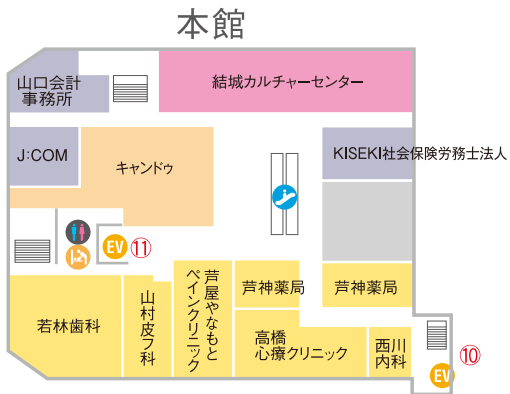 本館
山口会計
事務所
結城カルチャーセンター
J:COM
キャンドゥ
KISEKI社会保険労務士法人
EV
⑪
若林歯科
山村皮フ科
芦屋やなもと
ペインクリニック
芦神薬局
芦神薬局
高橋
心療クリニック
西川
内科
⑩
EV